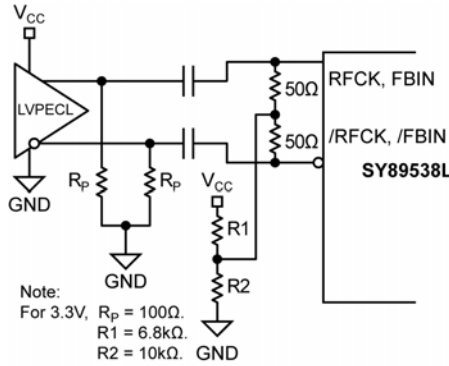 VCC
LVPECL
GND
RP
RP
GND
50Ω
50Ω
RFCK, FBIN
/RFCK, /FBIN
SY89538L
VCC
R1
R2
GND
Note:
For 3.3V, RP = 100Ω.
R1 = 6.8kΩ.
R2 = 10kΩ.